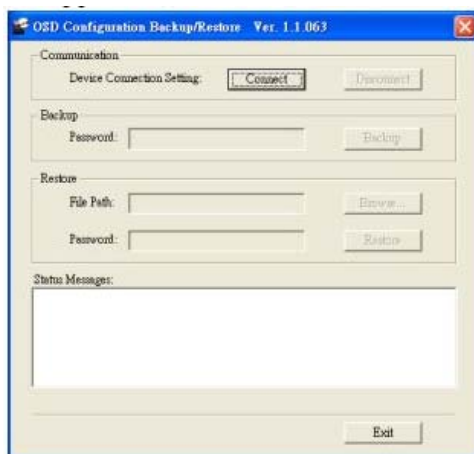 OSD Configuration Backup/Restore Ver. 1.1.063
Communication
Device Connection Setting: Connect Disconnect
Backup
Password: Backup
Restore
File Path: Browse...
Password: Restore
Status Messages:
Exit